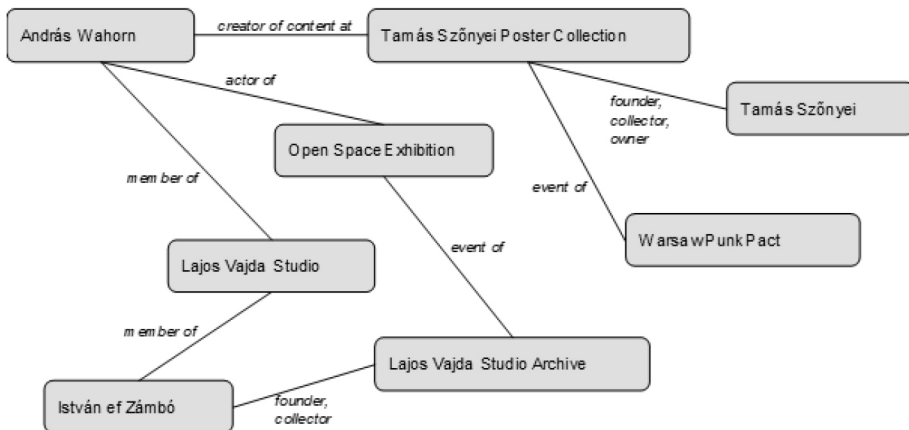 András Wahorn
creator of content at
Tamás Szőnyei Poster Collection
actor of
founder,
collector,
owner
Tamás Szőnyei
Open Space Exhibition
member of
event of
Warsaw Punk Pact
Lajos Vajda Studio
event of
member of
Lajos Vajda Studio Archive
István ef Zámbó
founder,
collector